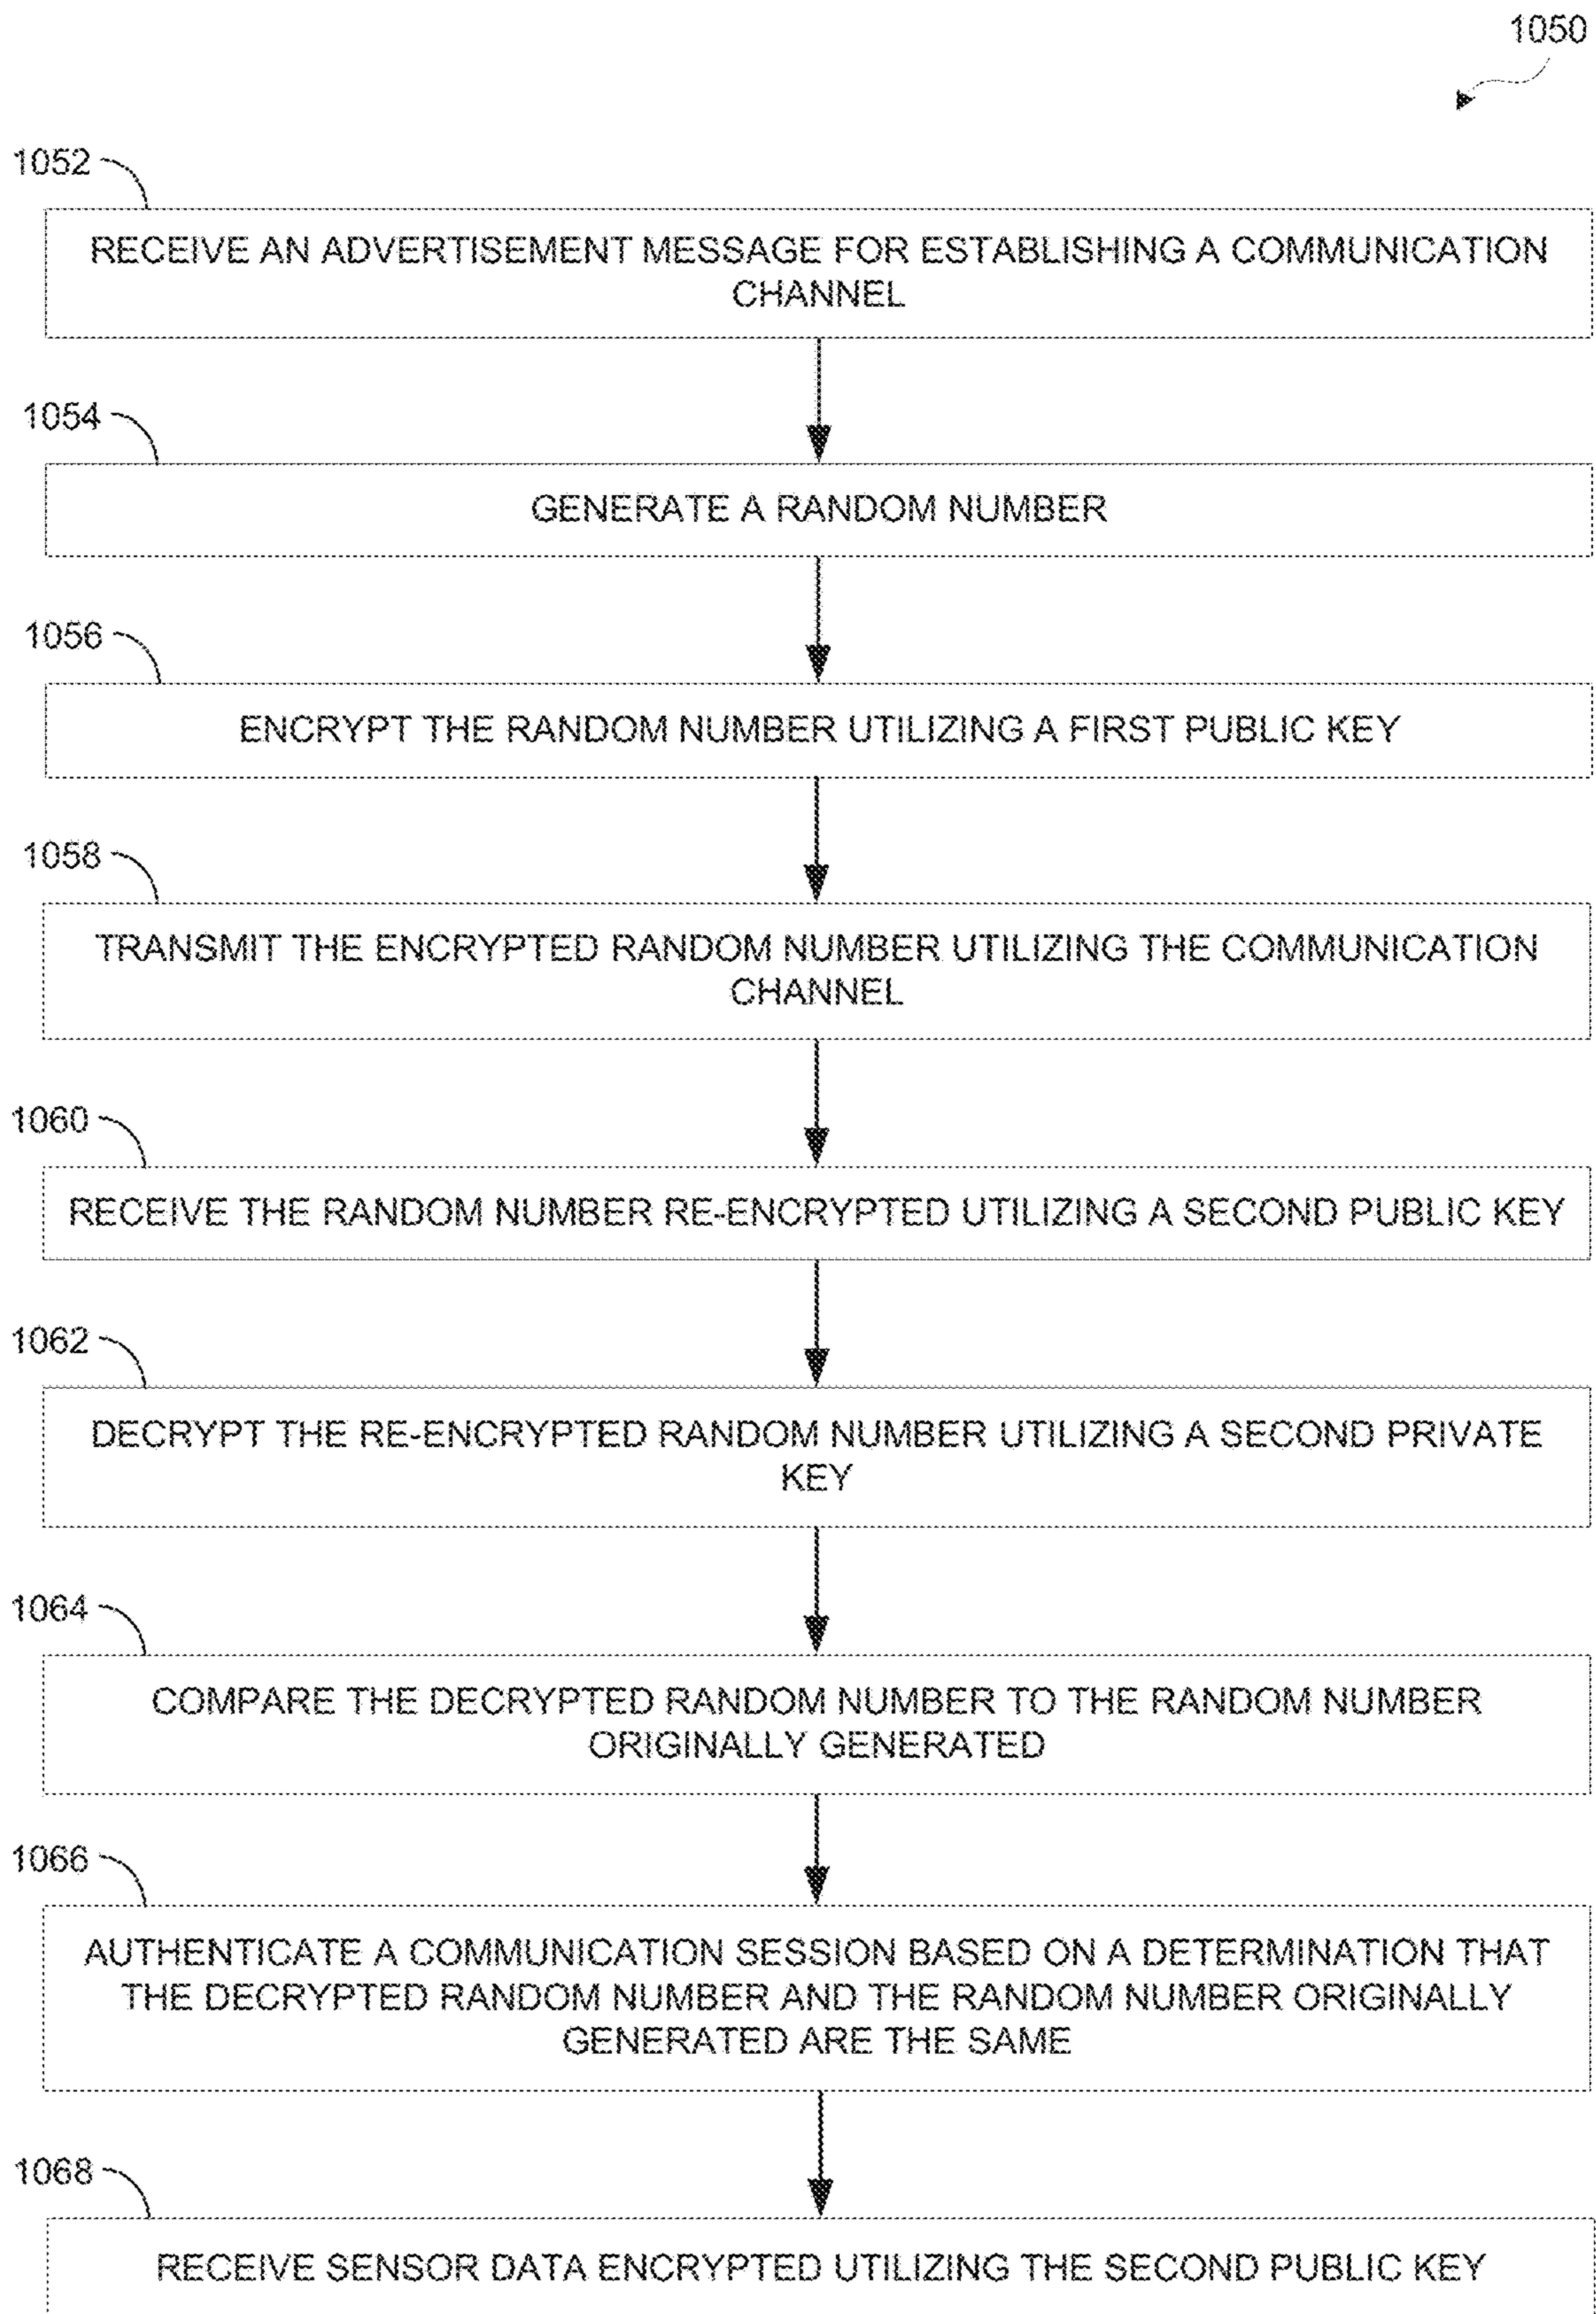 1050
1052
RECEIVE AN ADVERTISEMENT MESSAGE FOR ESTABLISHING A COMMUNICATION
CHANNEL
1054
GENERATE A RANDOM NUMBER
1056
ENCRYPT THE RANDOM NUMBER UTILIZING A FIRST PUBLIC KEY
1058
TRANSMIT THE ENCRYPTED RANDOM NUMBER UTILIZING THE COMMUNICATION
CHANNEL
1060
RECEIVE THE RANDOM NUMBER RE-ENCRYPTED UTILIZING A SECOND PUBLIC KEY
1062
DECRYPT THE RE-ENCRYPTED RANDOM NUMBER UTILIZING A SECOND PRIVATE
KEY
1064
COMPARE THE DECRYPTED RANDOM NUMBER TO THE RANDOM NUMBER
ORIGINALLY GENERATED
1066
AUTHENTICATE A COMMUNICATION SESSION BASED ON A DETERMINATION THAT
THE DECRYPTED RANDOM NUMBER AND THE RANDOM NUMBER ORIGINALLY
GENERATED ARE THE SAME
1068
RECEIVE SENSOR DATA ENCRYPTED UTILIZING THE SECOND PUBLIC KEY